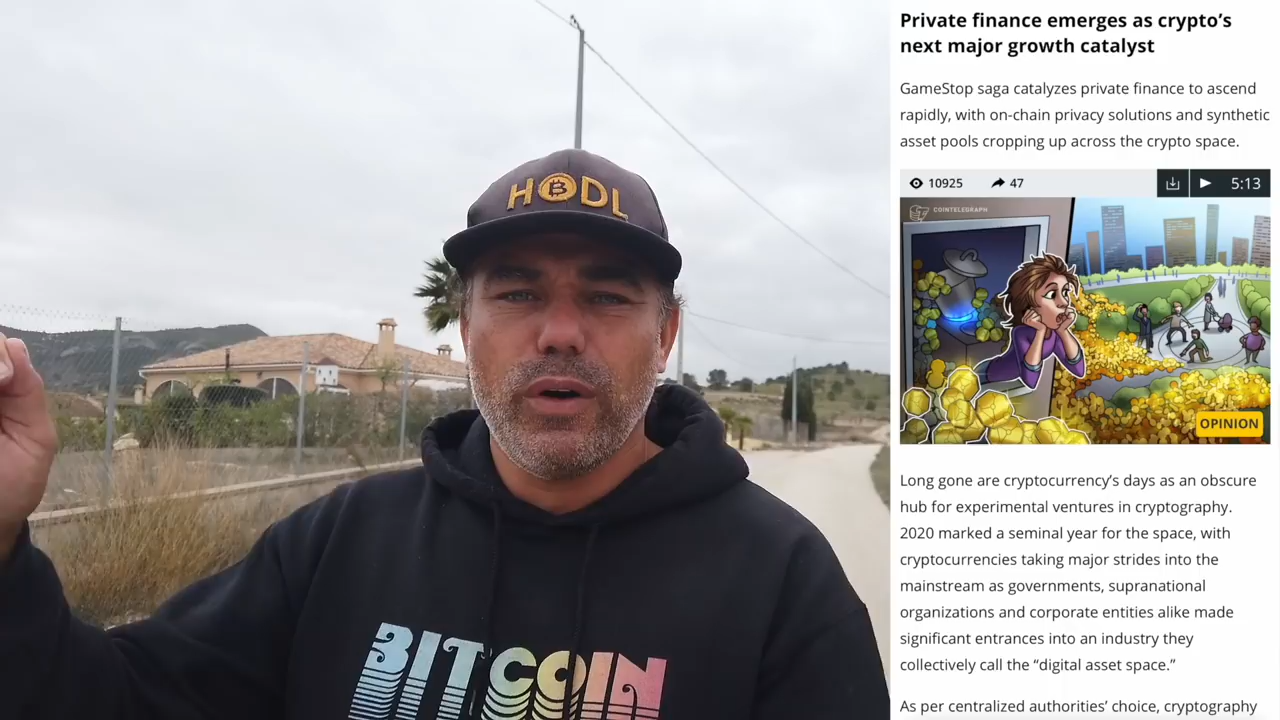 HODL
BITCOIN
Private finance emerges as crypto’s
next major growth catalyst
GameStop saga catalyzes private finance to ascend
rapidly, with on-chain privacy solutions and synthetic
asset pools cropping up across the crypto space.
10925 47 5:13
COINTELEGRAPH
OPINION
Long gone are cryptocurrency’s days as an obscure
hub for experimental ventures in cryptography.
2020 marked a seminal year for the space, with
cryptocurrencies taking major strides into the
mainstream as governments, supranational
organizations and corporate entities alike made
significant entrances into an industry they
collectively call the “digital asset space.”
As per centralized authorities’ choice, cryptography